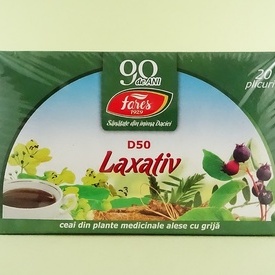 90
de ANI
fares
1929
Sănătate din inima Daciei
20
plicuri
D50
Laxativ
ceai din plante medicinale alese cu grijă